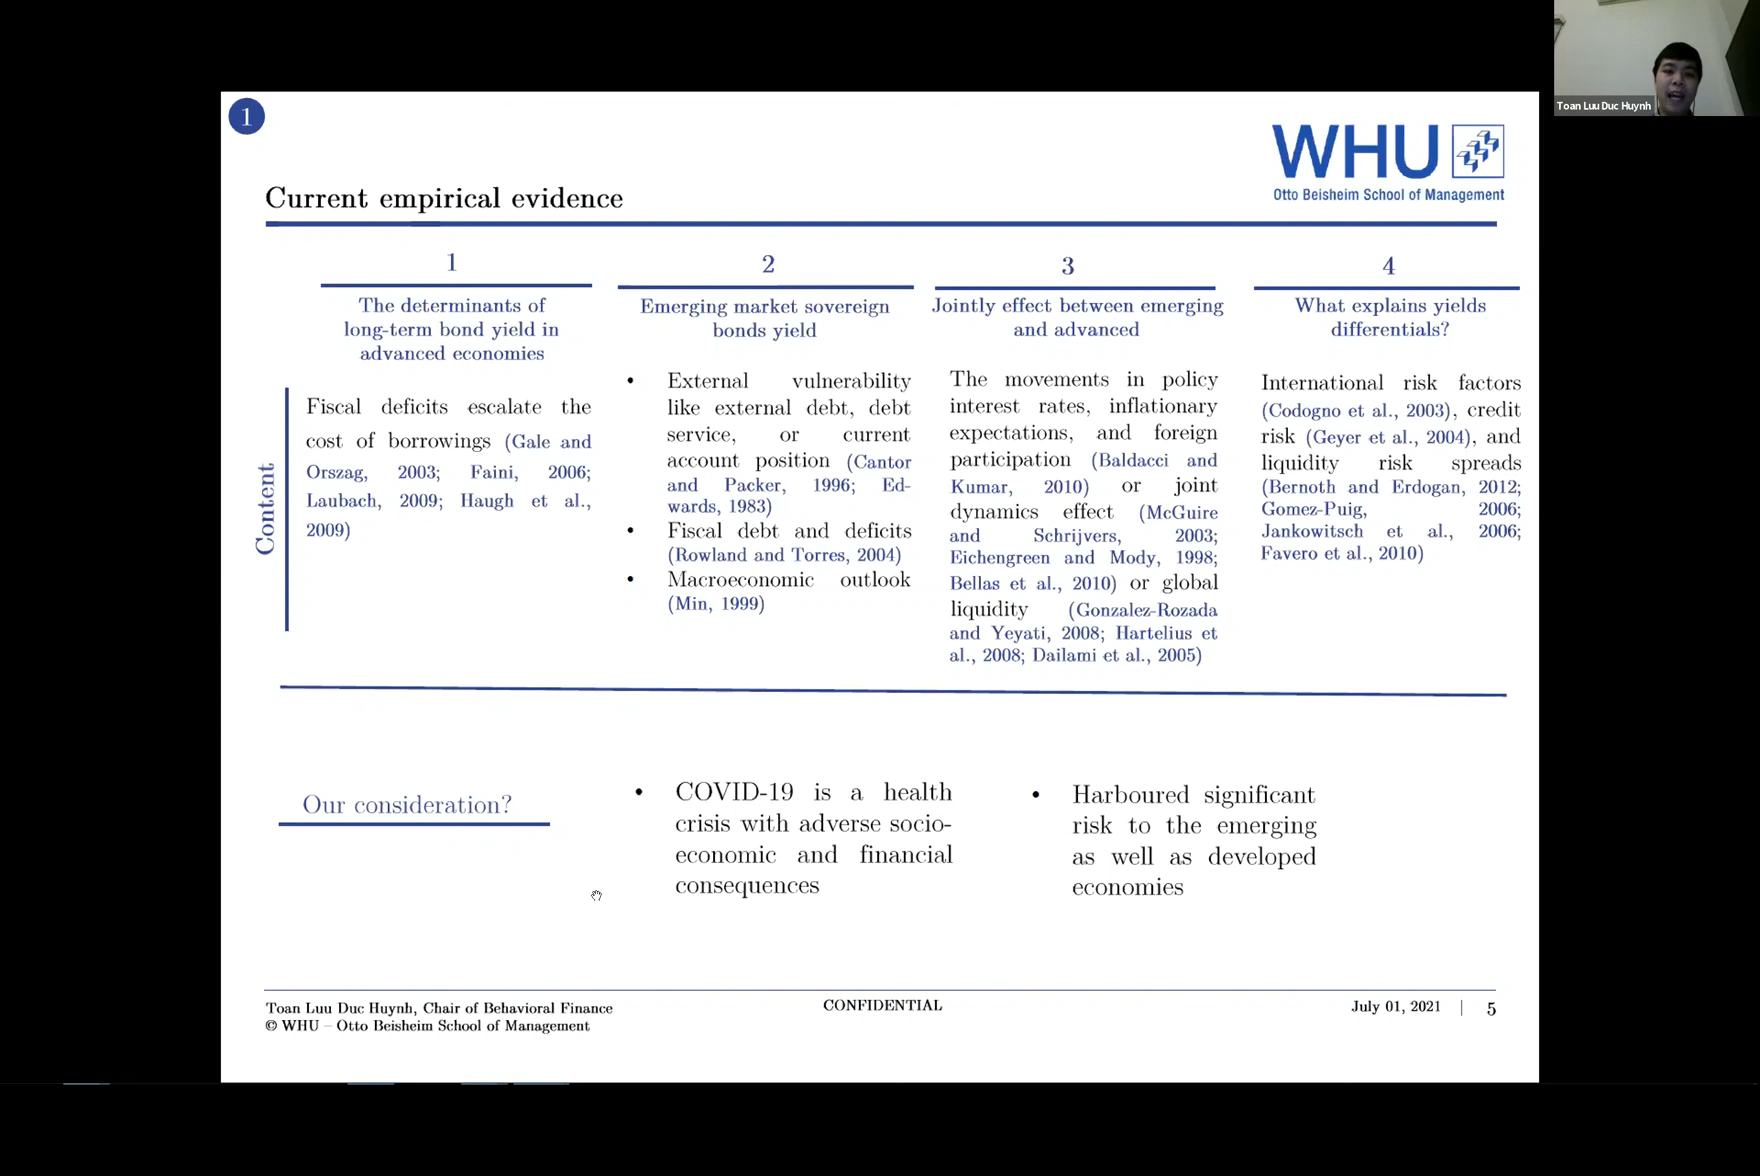 Toan Luu Duc Huynh
1
WHU
Otto Beisheim School of Management
Current empirical evidence
1
The determinants of
long-term bond yield in
advanced economies
Content
Fiscal deficits escalate the
cost of borrowings (Gale and
Orszag, 2003; Faini, 2006;
Laubach, 2009; Haugh et al.,
2009)
2
Emerging market sovereign
bonds yield
• External vulnerability
like external debt, debt
service, or current
account position (Cantor
and Packer, 1996; Ed-
wards, 1983)
• Fiscal debt and deficits
(Rowland and Torres, 2004)
• Macroeconomic outlook
(Min, 1999)
3
Jointly effect between emerging
and advanced
The movements in policy
interest rates, inflationary
expectations, and foreign
participation (Baldacci and
Kumar, 2010) or joint
dynamics effect (McGuire
and Schrijvers, 2003;
Eichengreen and Mody, 1998;
Bellas et al., 2010) or global
liquidity (Gonzalez-Rozada
and Yeyati, 2008; Hartelius et
al., 2008; Dailami et al., 2005)
4
What explains yields
differentials?
International risk factors
(Codogno et al., 2003), credit
risk (Geyer et al., 2004), and
liquidity risk spreads
(Bernoth and Erdogan, 2012;
Gomez-Puig, 2006;
Jankowitsch et al., 2006;
Favero et al., 2010)
Our consideration?
• COVID-19 is a health
crisis with adverse socio-
economic and financial
consequences
• Harboured significant
risk to the emerging
as well as developed
economies
Toan Luu Duc Huynh, Chair of Behavioral Finance
© WHU – Otto Beisheim School of Management
CONFIDENTIAL
July 01, 2021 | 5